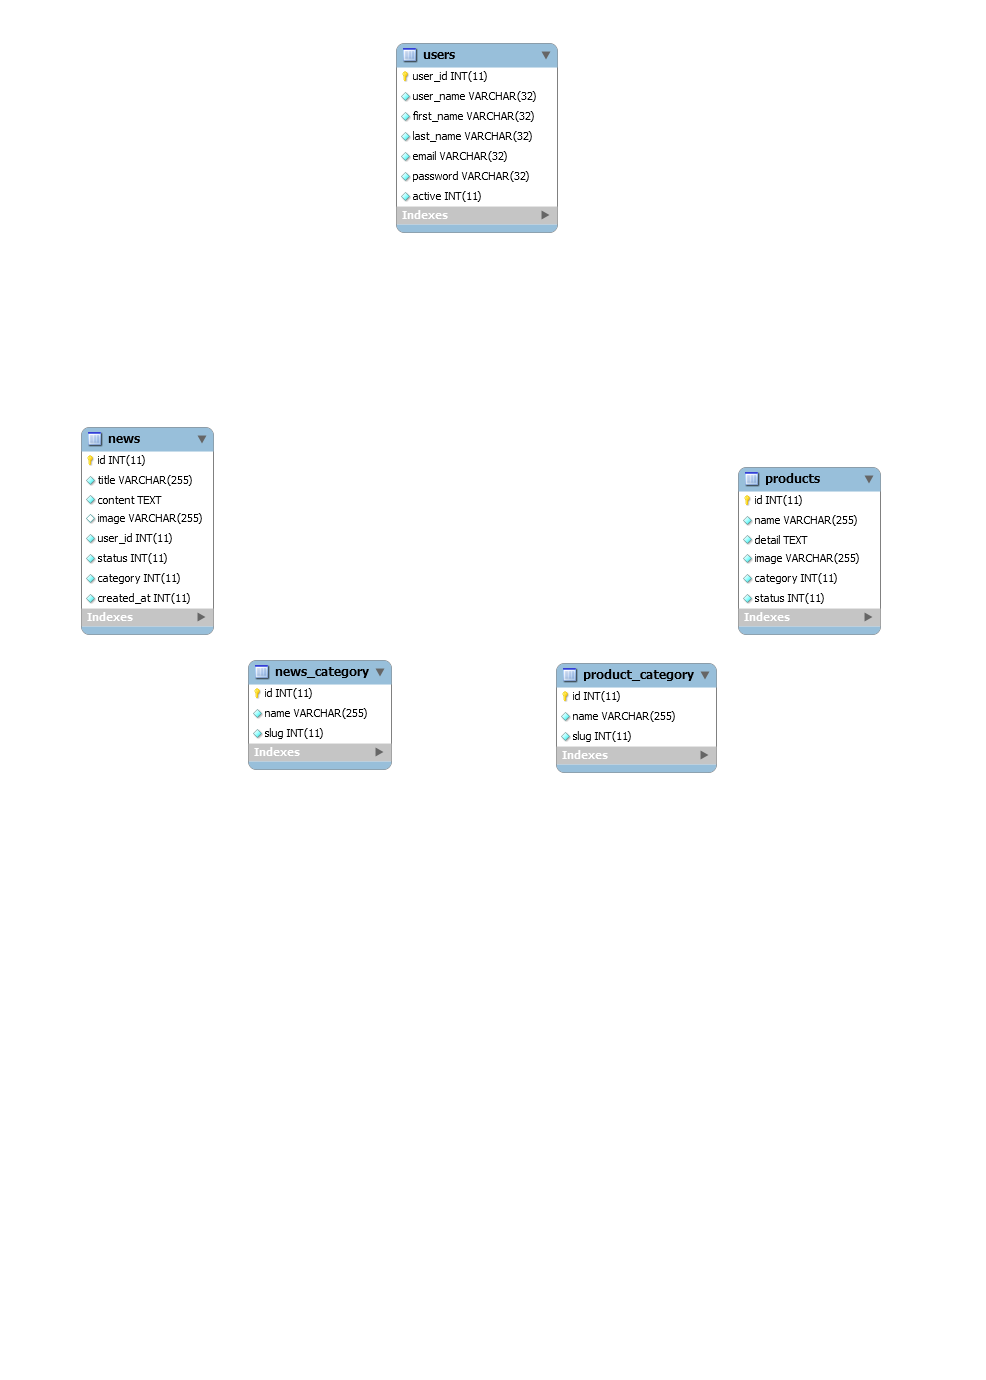 users
user_id INT(11)
user_name VARCHAR(32)
first_name VARCHAR(32)
last_name VARCHAR(32)
email VARCHAR(32)
password VARCHAR(32)
active INT(11)
Indexes
news
id INT(11)
title VARCHAR(255)
content TEXT
image VARCHAR(255)
user_id INT(11)
status INT(11)
category INT(11)
created_at INT(11)
Indexes
products
id INT(11)
name VARCHAR(255)
detail TEXT
image VARCHAR(255)
category INT(11)
status INT(11)
Indexes
news_category
id INT(11)
name VARCHAR(255)
slug INT(11)
Indexes
product_category
id INT(11)
name VARCHAR(255)
slug INT(11)
Indexes